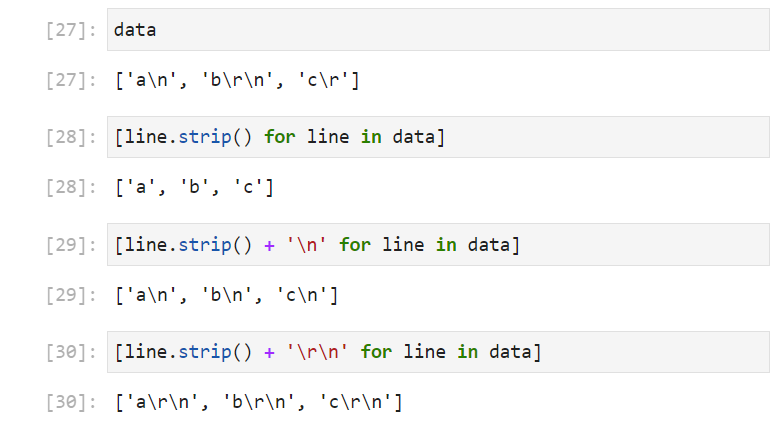 [27]: data
[27]: ['a\n', 'b\r\n', 'c\r']
[28]: [line.strip() for line in data]
[28]: ['a', 'b', 'c']
[29]: [line.strip() + '\n' for line in data]
[29]: ['a\n', 'b\n', 'c\n']
[30]: [line.strip() + '\r\n' for line in data]
[30]: ['a\r\n', 'b\r\n', 'c\r\n']